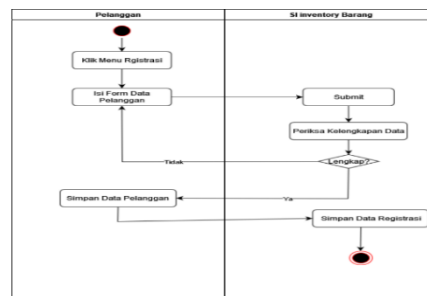 Pelanggan
SI inventory Barang
Klik Menu Rgistrasi
Isi Form Data
Pelanggan
Submit
Periksa Kelengkapan Data
Lengkap?
Tidak
Ya
Simpan Data Pelanggan
Simpan Data Registrasi